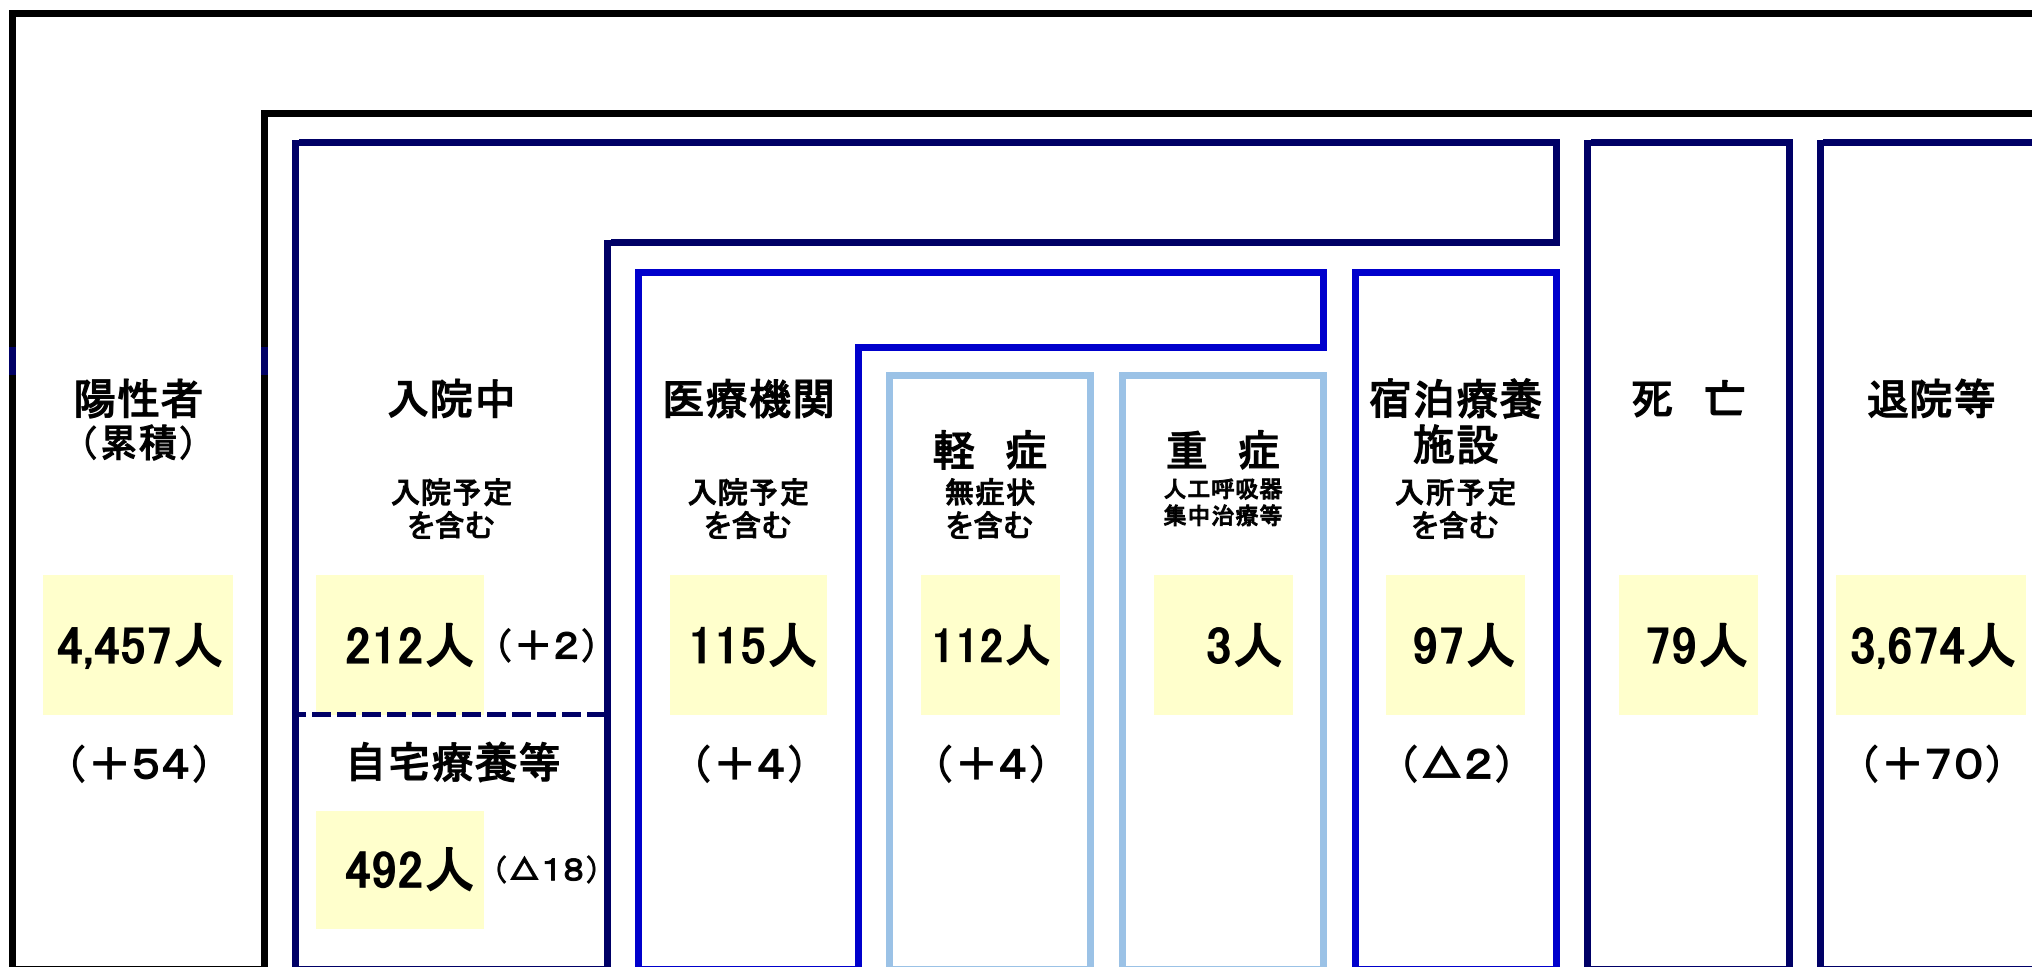 陽性者
（累積）
4,457人
（＋54）
入院中
入院予定
を含む
212人（＋2）
自宅療養等
492人（△18）
医療機関
入院予定
を含む
115人
（＋4）
軽　症
無症状
を含む
112人
（＋4）
重　症
人工呼吸器
集中治療等
3人
宿泊療養
施設
入所予定
を含む
97人
（△2）
死　亡
79人
退院等
3,674人
（＋70）